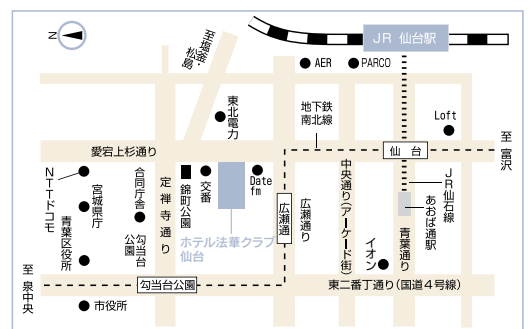 N
至塩釜・
松島
JR 仙台駅
AER
PARCO
東北電力
地下鉄
南北線
Loft
至 富沢
愛宕上杉通り
仙 台
NTTドコモ
宮城県庁
青葉区役所
合同庁舎
勾当台
公園
定禅寺通り
錦町公園
交番
Date
fm
ホテル法華クラブ
仙台
広瀬通
広瀬通り
中央通り(アーケード街)
イオン
青葉通り
JR仙石線
あおば通駅
至 泉中央
勾当台公園
東二番丁通り(国道4号線)
市役所